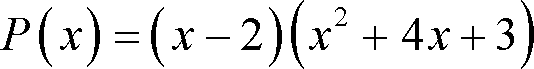 P(x) = (x − 2)(x² + 4x + 3)